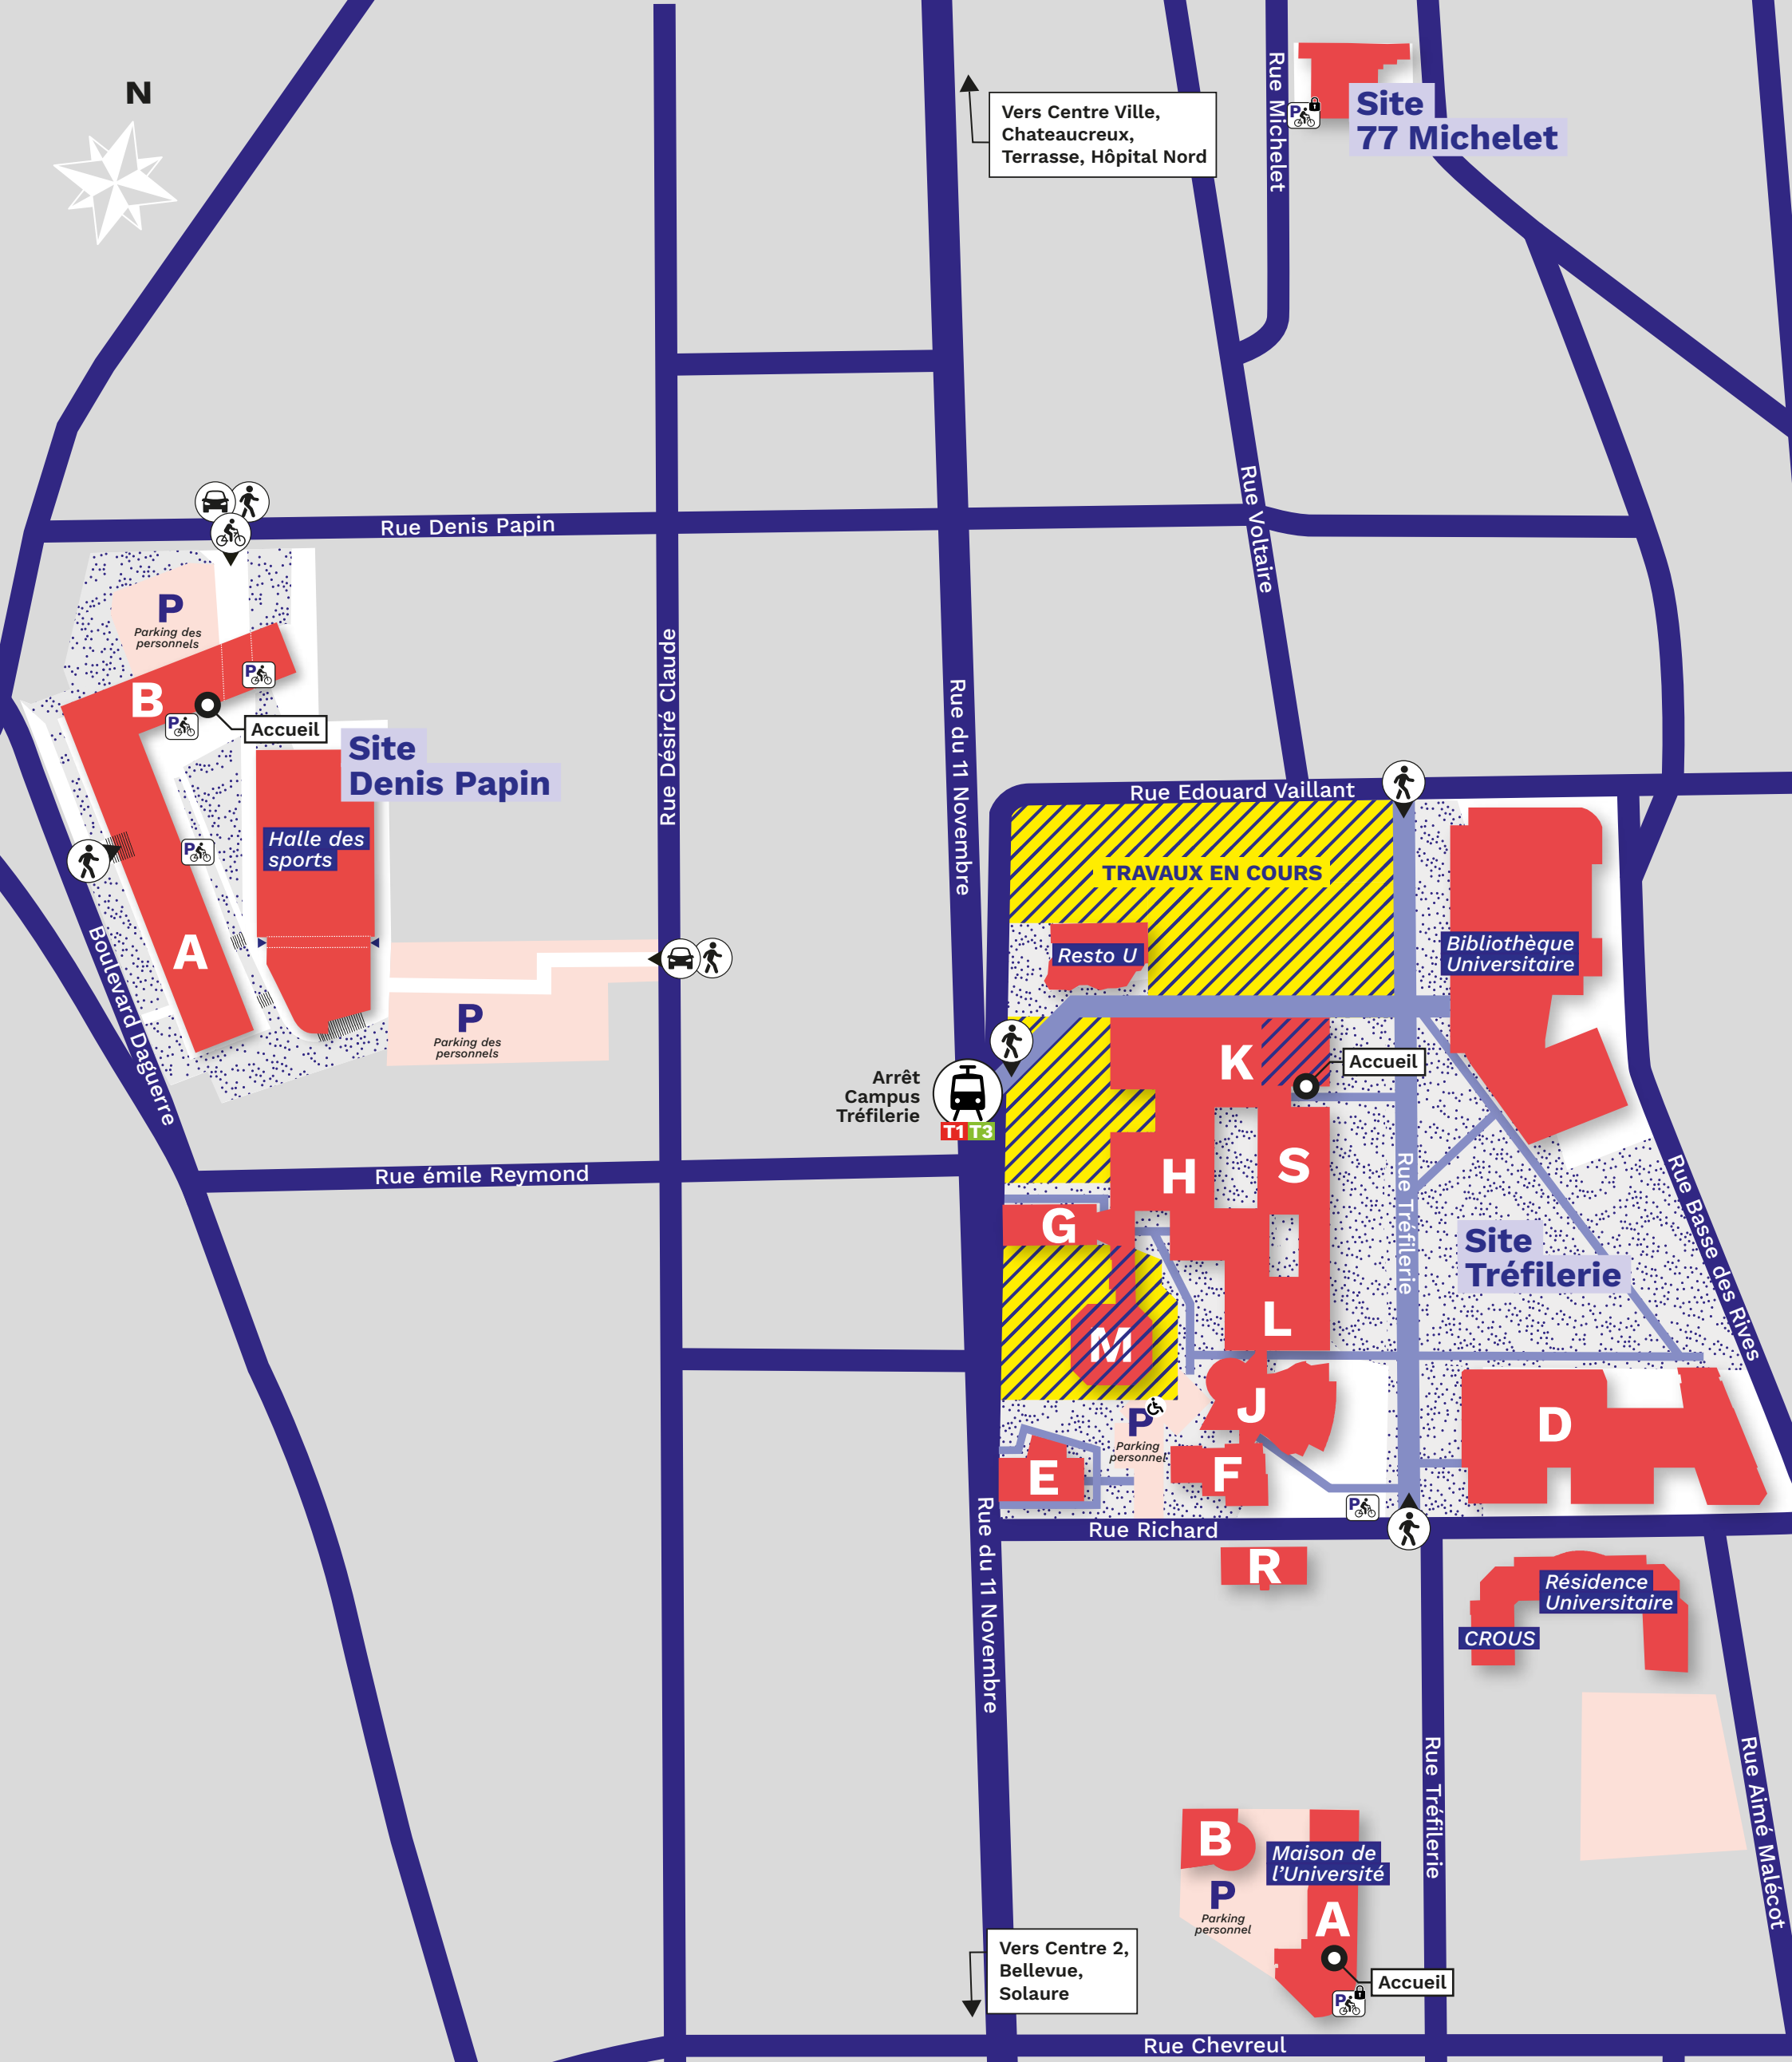 N
Rue Michelet
Site
77 Michelet
P
Vers Centre Ville,
Chateaucreux,
Terrasse, Hôpital Nord
Rue Denis Papin
Rue Voltaire
P
Parking des
personnels
P
B
P
Accueil
Site
Denis Papin
Rue Désiré Claude
Rue du 11 Novembre
Rue Edouard Vaillant
Halle des
sports
P
A
Boulevard Daguerre
P
Parking des
personnels
TRAVAUX EN COURS
Resto U
Bibliothèque
Universitaire
K
Accueil
Arrêt
Campus
Tréfilerie
T1 T3
Rue émile Reymond
H
S
G
Rue Tréfilerie
Site
Tréfilerie
Rue Basse des Rives
L
M
J
P
Parking
personnel
D
E
F
P
Rue Richard
R
Rue du 11 Novembre
Résidence
Universitaire
CROUS
Rue Tréfilerie
Rue Aimé Malécot
B
Maison de
l’Université
P
Parking
personnel
A
Accueil
P
Vers Centre 2,
Bellevue,
Solaure
Rue Chevreul